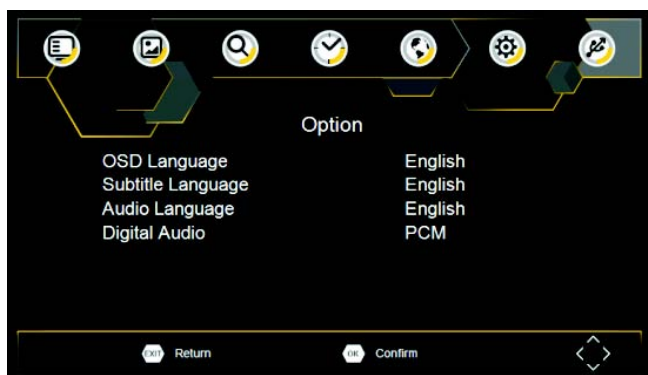 Option
OSD Language English
Subtitle Language English
Audio Language English
Digital Audio PCM
EXIT Return OK Confirm